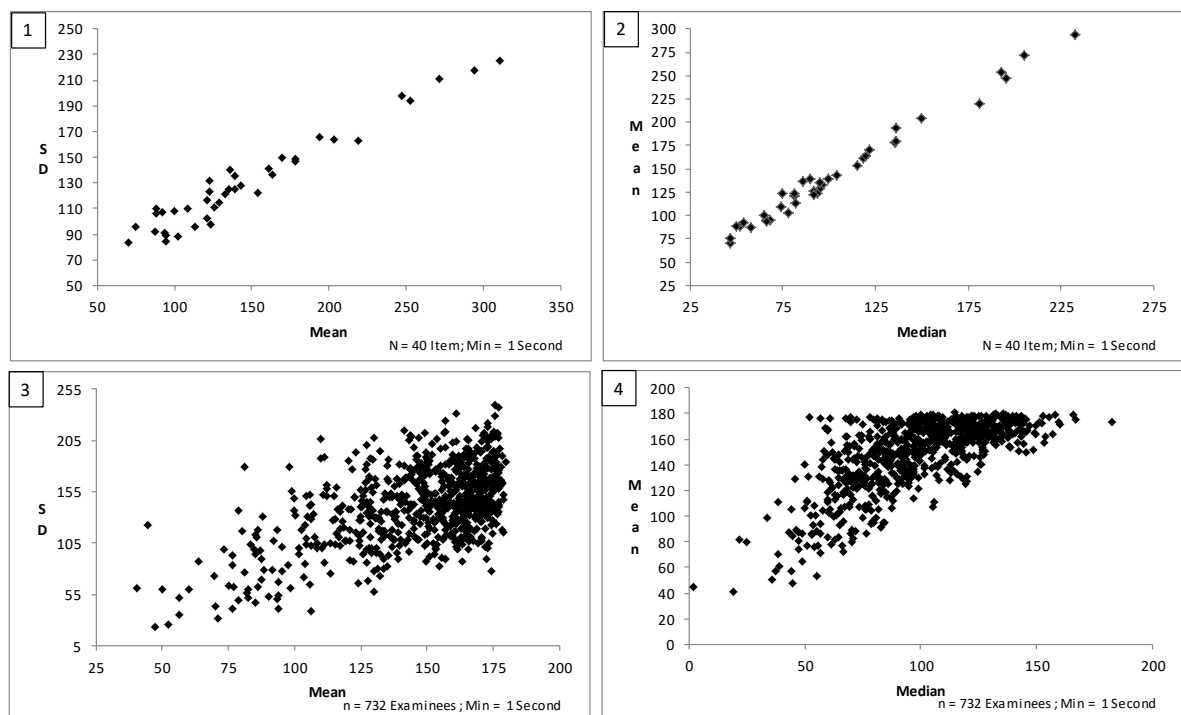 1
250
230
210
190
170
150
130
110
90
70
50
S
D
50 100 150 200 250 300 350
Mean
N = 40 Item; Min = 1 Second
2
300
275
250
225
200
175
150
125
100
75
50
25
M
e
a
n
25 75 125 175 225 275
Median
N = 40 Item; Min = 1 Second
3
255
205
155
105
55
5
S
D
25 50 75 100 125 150 175 200
Mean
n = 732 Examinees; Min = 1 Second
4
200
180
160
140
120
100
80
60
40
20
0
M
e
a
n
0 50 100 150 200
Median
n = 732 Examinees; Min = 1 Second